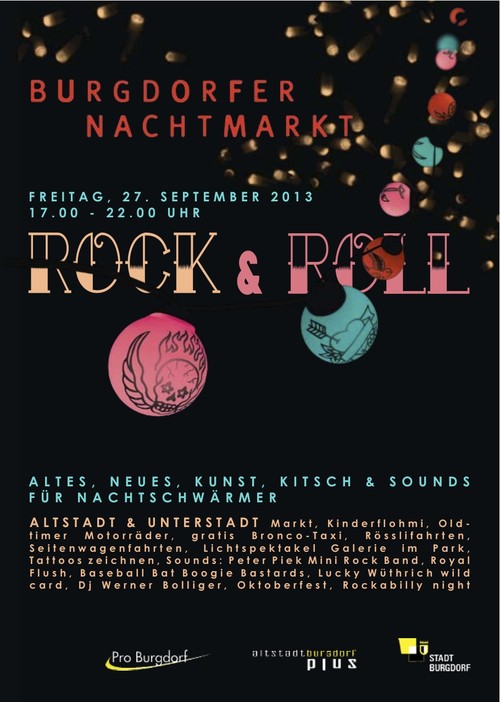 BURGDORFER
NACHTMARKT
FREITAG, 27. SEPTEMBER 2013
17.00 - 22.00 UHR
ROCK & ROLL
ALTES, NEUES, KUNST, KITSCH & SOUNDS
FÜR NACHTSCHWÄRMER
ALTSTADT & UNTERSTADT Markt, Kinderflohmi, Old-
timer Motorräder, gratis Bronco-Taxi, Rösslifahrten,
Seitenwagenfahrten, Lichtspektakel Galerie im Park,
Tattoos zeichnen, Sounds: Peter Piek Mini Rock Band, Royal
Flush, Baseball Bat Boogie Bastards, Lucky Wüthrich wild
card, Dj Werner Bolliger, Oktoberfest, Rockabilly night
Pro Burgdorf
altstadtburgdorf
plus
STADT
BURGDORF